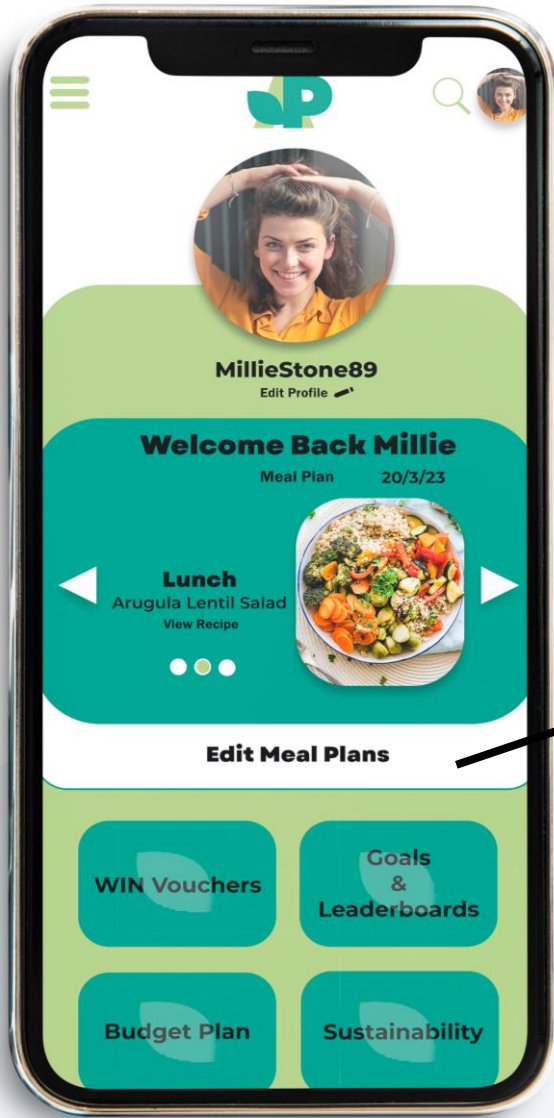 AP
MillieStone89
Edit Profile
Welcome Back Millie
Meal Plan 20/3/23
Lunch
Arugula Lentil Salad
View Recipe
Edit Meal Plans
WIN Vouchers
Goals
&
Leaderboards
Budget Plan
Sustainability